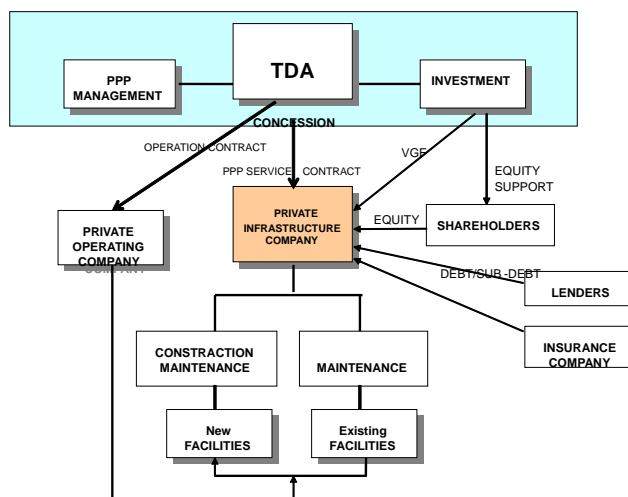 TDA
PPP
MANAGEMENT
INVESTMENT
CONCESSION
OPERATION CONTRACT
VGF
PPP SERVICE CONTRACT
EQUITY
SUPPORT
PRIVATE
INFRASTRUCTURE
COMPANY
EQUITY
SHAREHOLDERS
PRIVATE
OPERATING
COMPANY
COMPANY
DEBT/SUB -DEBT
LENDERS
CONSTRACTION
MAINTENANCE
MAINTENANCE
INSURANCE
COMPANY
New
FACILITIES
Existing
FACILITIES